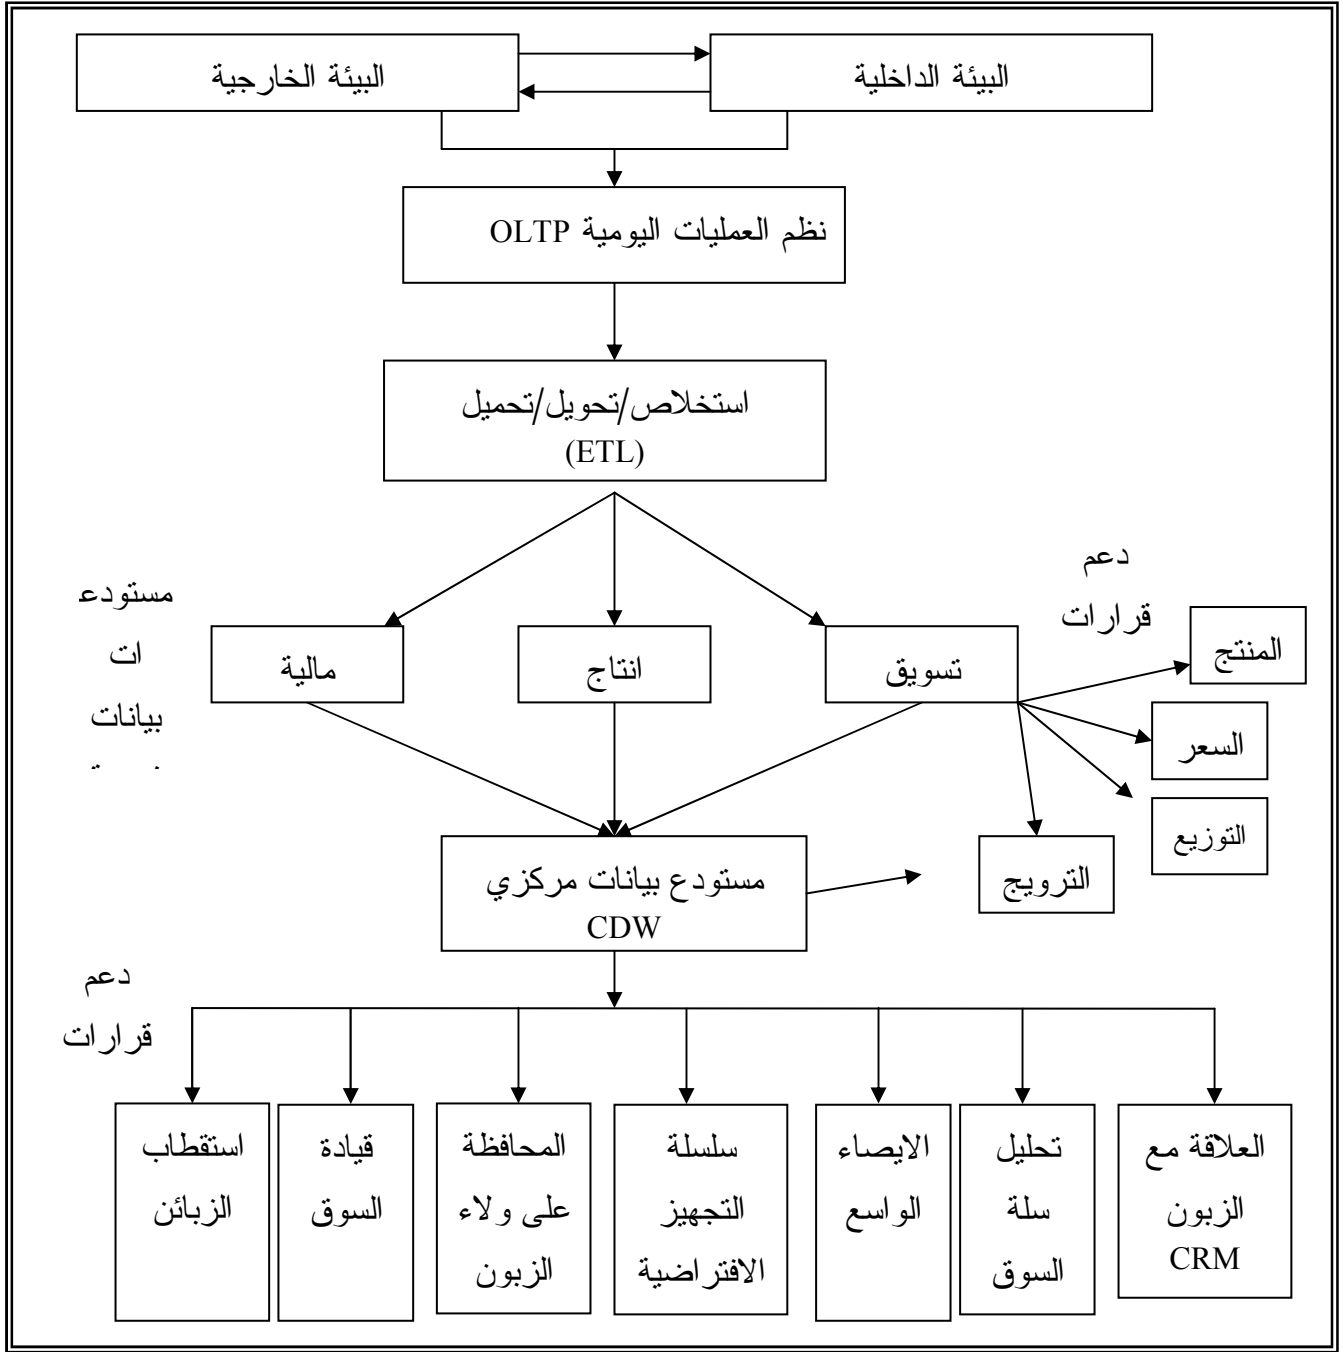 البيئة الداخلية
البيئة الخارجية
نظم العمليات اليومية OLTP
استخلاص/تحويل/تحميل
(ETL)
دعم
قرارات
مستودع
ات
بيانات
المنتج
السعر
التوزيع
الترويج
تسويق
انتاج
مالية
مستودع بيانات مركزي
CDW
دعم
قرارات
العلاقة مع
الزبون
CRM
تحليل
سلة
السوق
الايصاء
الواسع
سلسلة
التجهيز
الافتراضية
المحافظة
على ولاء
الزبون
قيادة
السوق
استقطاب
الزبائن